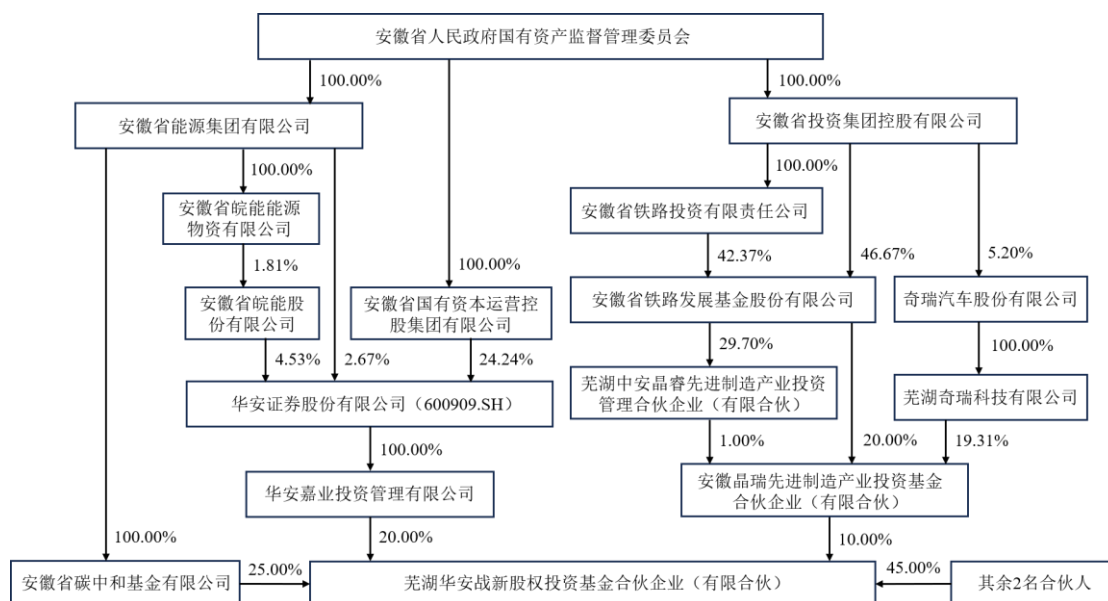 安徽省人民政府国有资产监督管理委员会
100.00%
100.00%
安徽省能源集团有限公司
安徽省投资集团控股有限公司
100.00%
100.00%
安徽省皖能能源
物资有限公司
安徽省铁路投资有限责任公司
1.81%
100.00%
42.37%
46.67%
5.20%
安徽省皖能股
份有限公司
安徽省国有资本运营控
股集团有限公司
安徽省铁路发展基金股份有限公司
奇瑞汽车股份有限公司
4.53%
2.67%
24.24%
29.70%
100.00%
华安证券股份有限公司（600909.SH）
芜湖中安晶睿先进制造产业投资
管理合伙企业（有限合伙）
芜湖奇瑞科技有限公司
100.00%
1.00%
20.00%
19.31%
华安嘉业投资管理有限公司
安徽晶瑞先进制造产业投资基金
合伙企业（有限合伙）
100.00%
20.00%
10.00%
安徽省碳中和基金有限公司
25.00%
芜湖华安战新股权投资基金合伙企业（有限合伙）
45.00%
其余2名合伙人